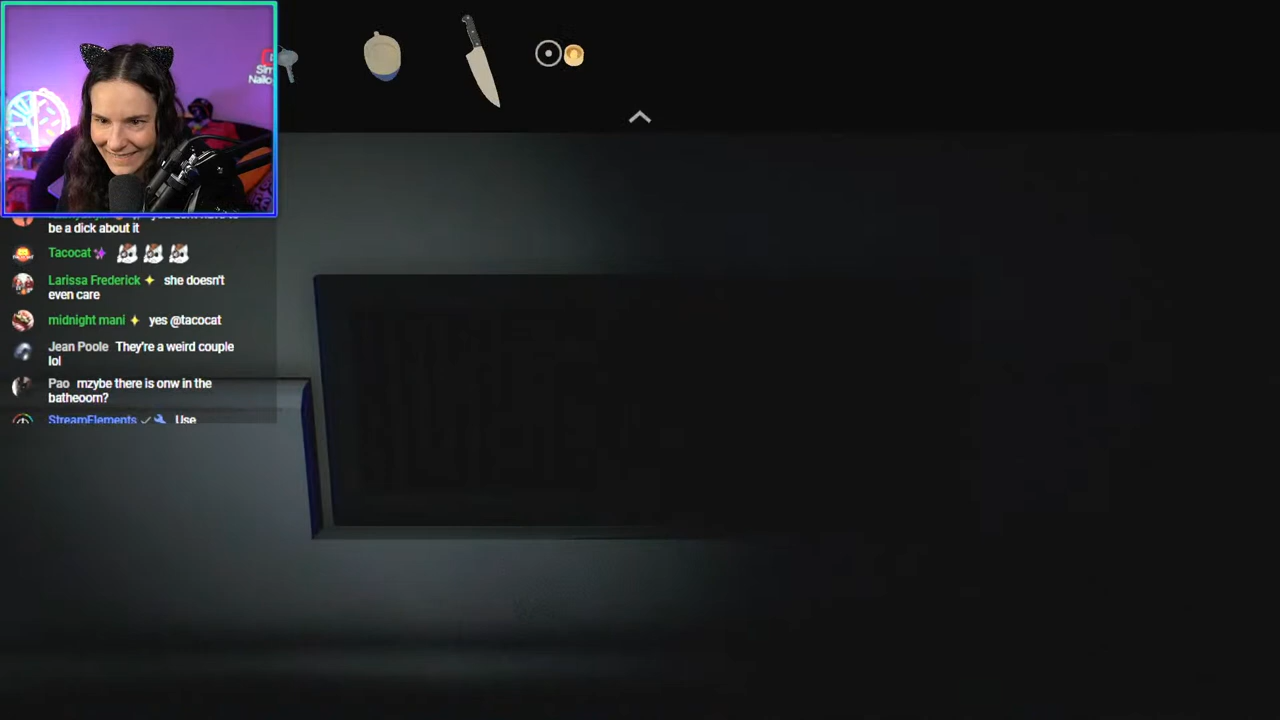 be a dick about it
Tacocat
Larissa Frederick she doesn't
even care
midnight mani yes @tacocat
Jean Poole They're a weird couple
lol
Pao mzybe there is onw in the
batheoom?
StreamElements Use